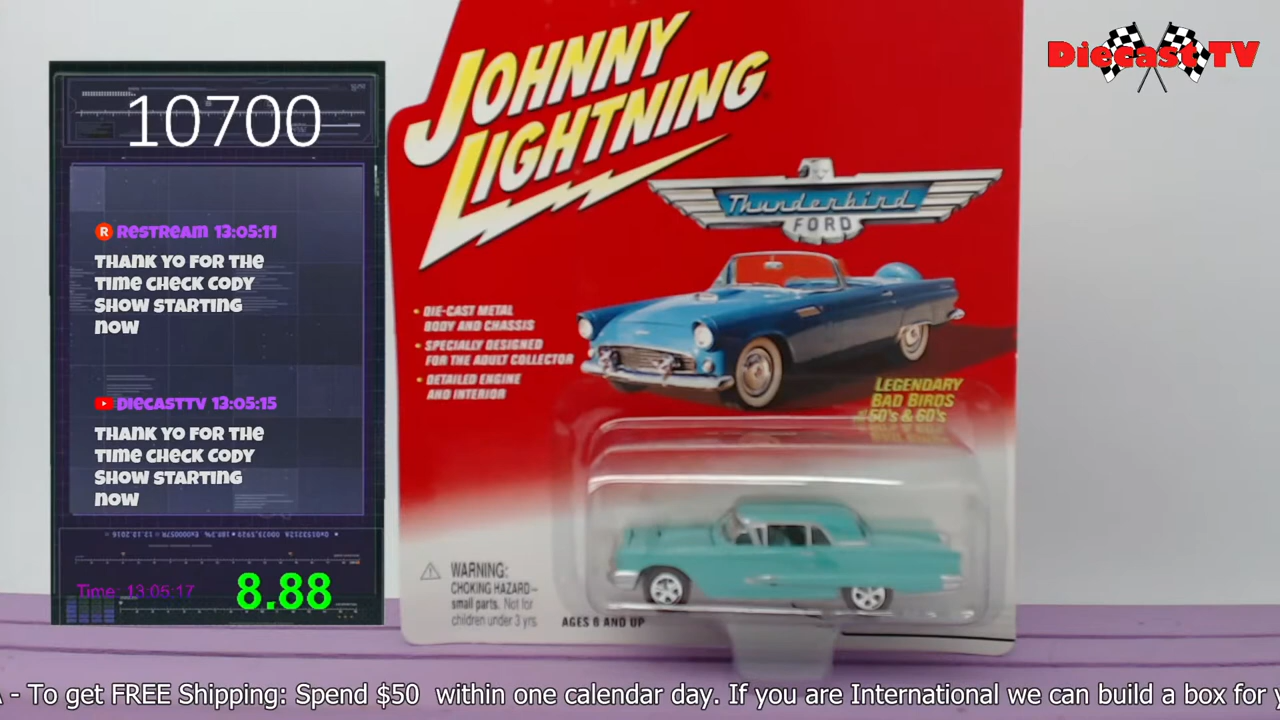 10700
RESTREAM 13:05:11
THANK YO FOR THE
TIME CHECK CODY
SHOW STARTING
NOW
DIECASTTV 13:05:15
THANK YO FOR THE
TIME CHECK CODY
SHOW STARTING
NOW
Time: 13:05:17
8.88
JOHNNY
LIGHTNING
Thunderbird
FORD
• DIE-CAST METAL
BODY AND CHASSIS
• SPECIALLY DESIGNED
FOR THE ADULT COLLECTOR
• DETAILED ENGINE
AND INTERIOR
LEGENDARY
BAD BIRDS
50's & 60's
WARNING:
CHOKING HAZARD–
small parts. Not for
children under 3 yrs.
AGES 8 AND UP
Diecast TV
- To get FREE Shipping: Spend $50 within one calendar day. If you are International we can build a box for